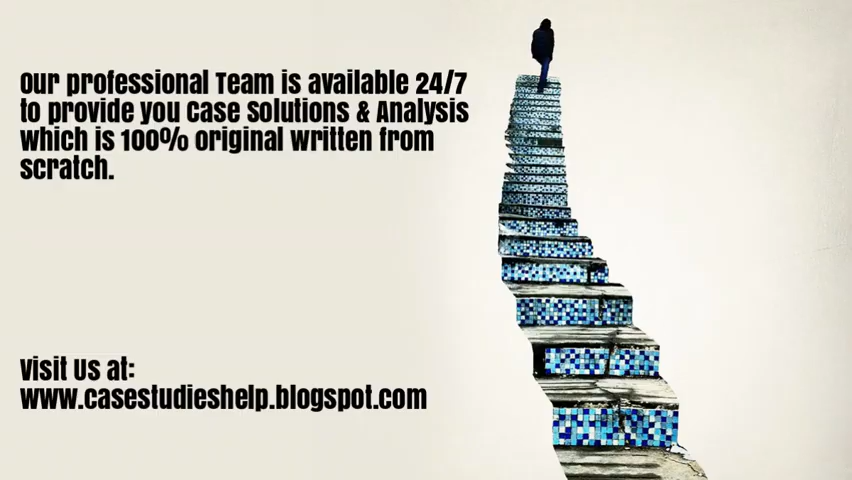 Our professional Team is available 24/7
to provide you Case Solutions & Analysis
which is 100% original written from
scratch.
Visit Us at:
www.casestudieshelp.blogspot.com